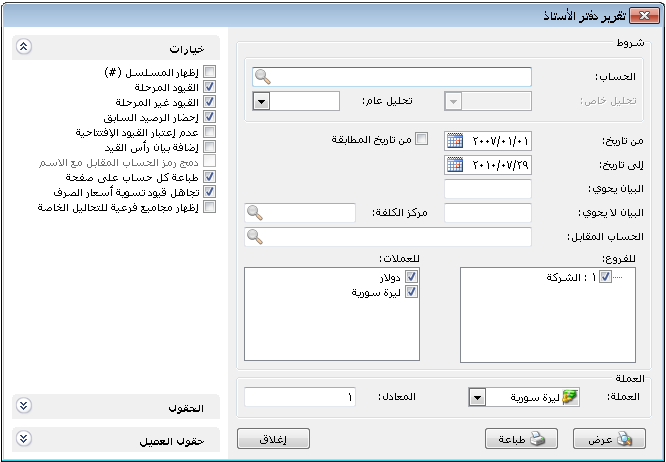 تقرير دفتر الأستاذ
شروط
الحساب:
تحليل خاص:
تحليل عام:
من تاريخ:
٢٠٠٧/٠١/٠١
من تاريخ المطابقة
إلى تاريخ:
٢٠١٠/٠٧/٢٩
البيان يحوي:
البيان لا يحوي:
مركز الكلفة:
الحساب المقابل:
للفروع:
للعملات:
١ : الشركة
دولار
ليرة سورية
العملة
العملة:
ليرة سورية
المعادل:
١
عرض
طباعة
إغلاق
خيارات
إظهار المسلسل (#)
القيود المرحلة
القيود غير المرحلة
إحضار الرصيد السابق
عدم إعتبار القيود الإفتتاحية
إضافة بيان رأس القيد
دمج رمز الحساب المقابل مع الاسم
طباعة كل حساب على صفحة
تجاهل قيود تسوية أسعار الصرف
إظهار مجاميع فرعية للتحاليل الخاصة
الحقول
حقول العميل